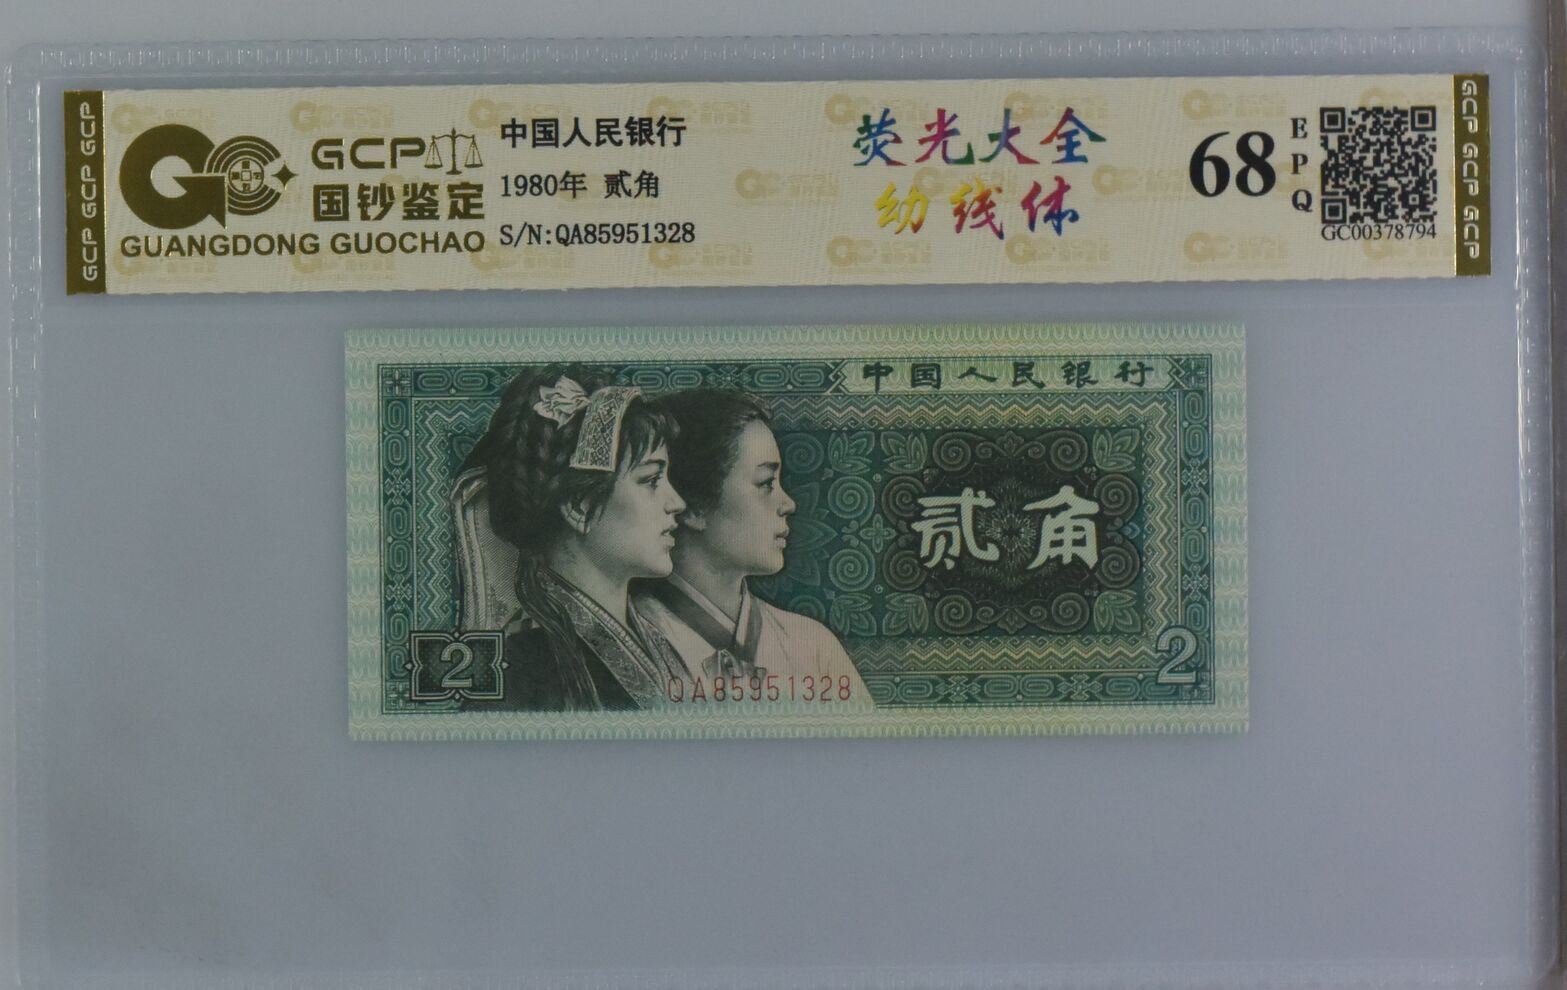 GCP GCP GCP
GCP
国钞鉴定
GUANGDONG GUOCHAO
中国人民银行
1980年 贰角
S/N:QA85951328
荧光大全
幼线体
68
EPQ
GC00378794
GCP GCP GCP
中国人民银行
贰角
2
2
QA85951328